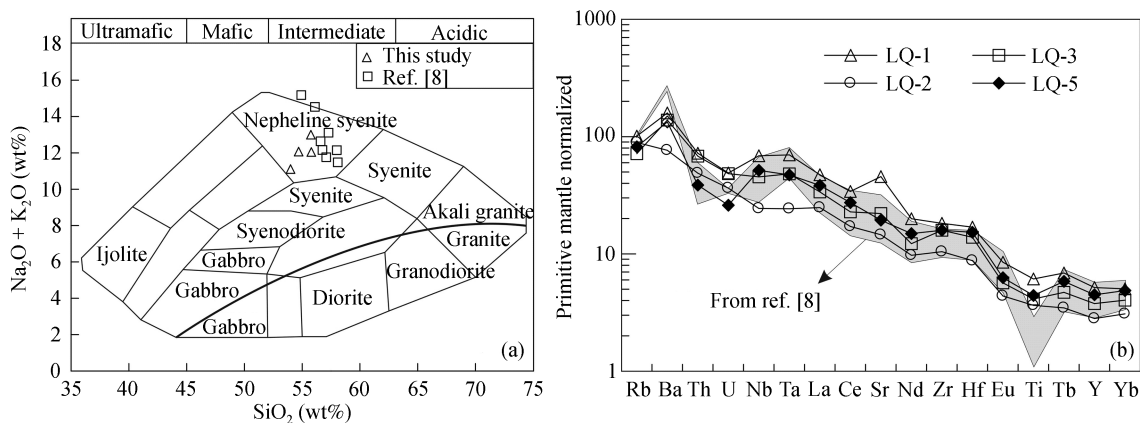 Ultramafic Mafic Intermediate Acidic
18
16
14
12
10
8
6
4
2
0
Na2O + K2O (wt%)
This study
Ref. [8]
Nepheline syenite
Syenite
Syenite
Akali granite
Syenodiorite
Granite
Ijolite
Gabbro
Granodiorite
Gabbro
Diorite
Gabbro
(a)
35 40 45 50 55 60 65 70 75
SiO2 (wt%)
1000
100
10
1
Primitive mantle normalized
LQ-1 LQ-3
LQ-2 LQ-5
From ref. [8]
(b)
Rb Ba Th U Nb Ta La Ce Sr Nd Zr Hf Eu Ti Tb Y Yb